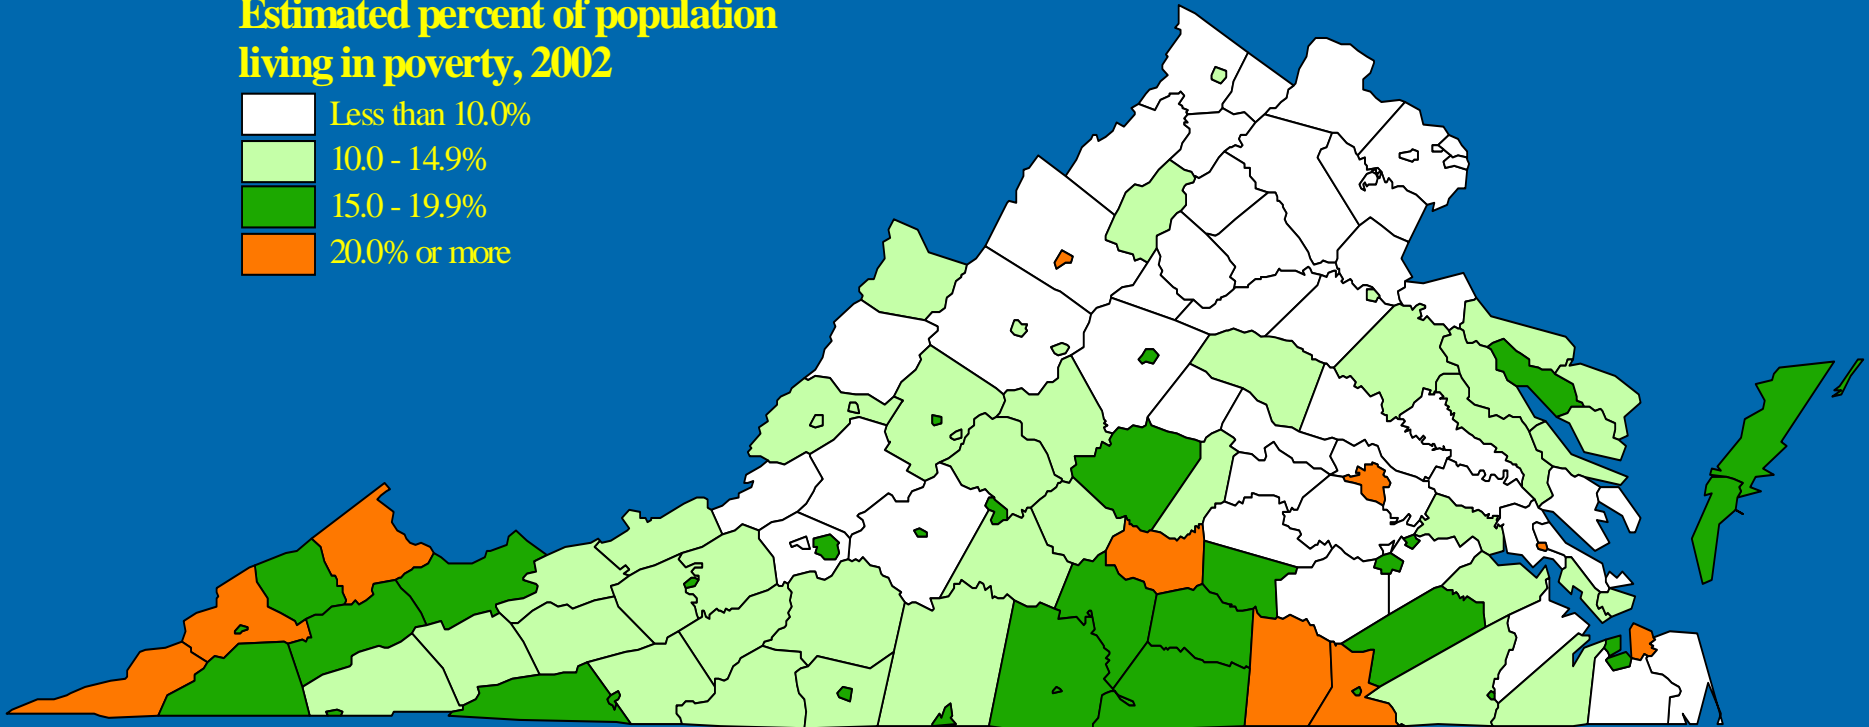 Estimated percent of population
living in poverty, 2002
Less than 10.0%
10.0 - 14.9%
15.0 - 19.9%
20.0% or more